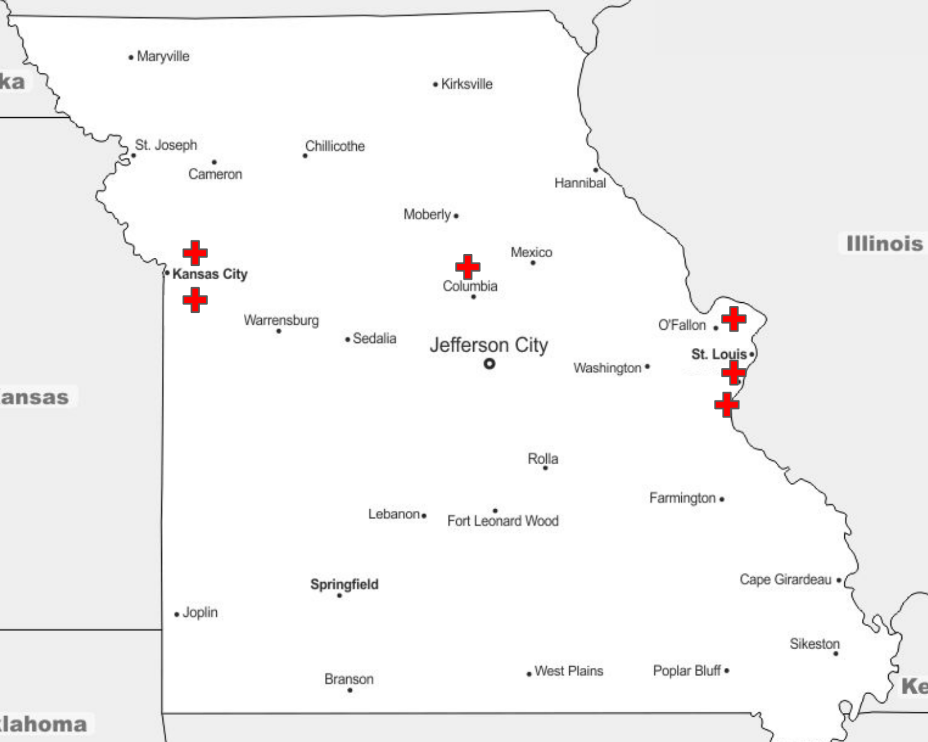 Maryville
ka
Kirksville
St. Joseph
Chillicothe
Cameron
Hannibal
Moberly
Illinois
Mexico
Kansas City
Columbia
Warrensburg
O'Fallon
Sedalia
Jefferson City
St. Louis
Washington
ansas
Rolla
Farmington
Lebanon
Fort Leonard Wood
Cape Girardeau
Springfield
Joplin
Sikeston
West Plains
Poplar Bluff
Branson
Ke
klahoma